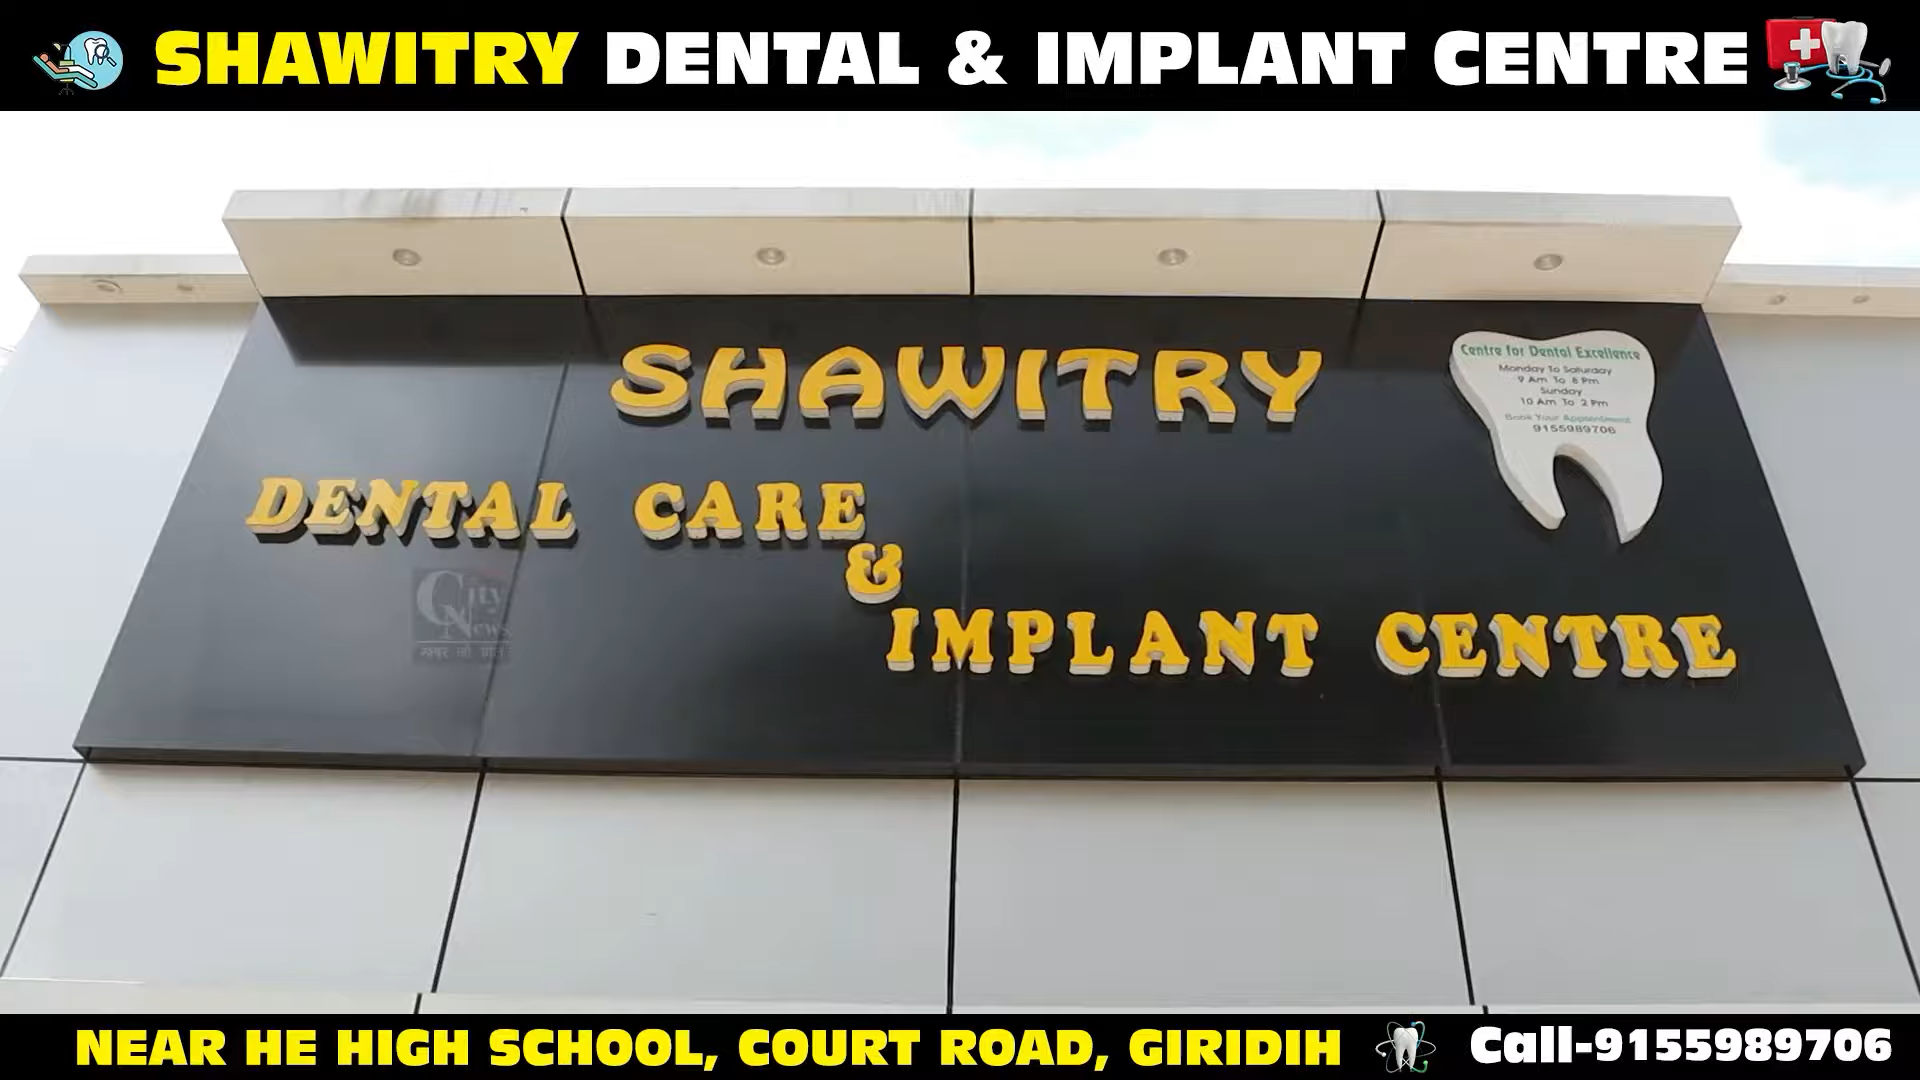 SHAWITRY DENTAL & IMPLANT CENTRE
SHAWITRY
Centre for Dental Excellence
Monday To Saturday
9 Am To 8 Pm
Sunday
10 Am To 2 Pm
Book Your Appointment
9155989706
DENTAL CARE
&
IMPLANT CENTRE
City
News
NEAR HE HIGH SCHOOL, COURT ROAD, GIRIDIH
Call-9155989706